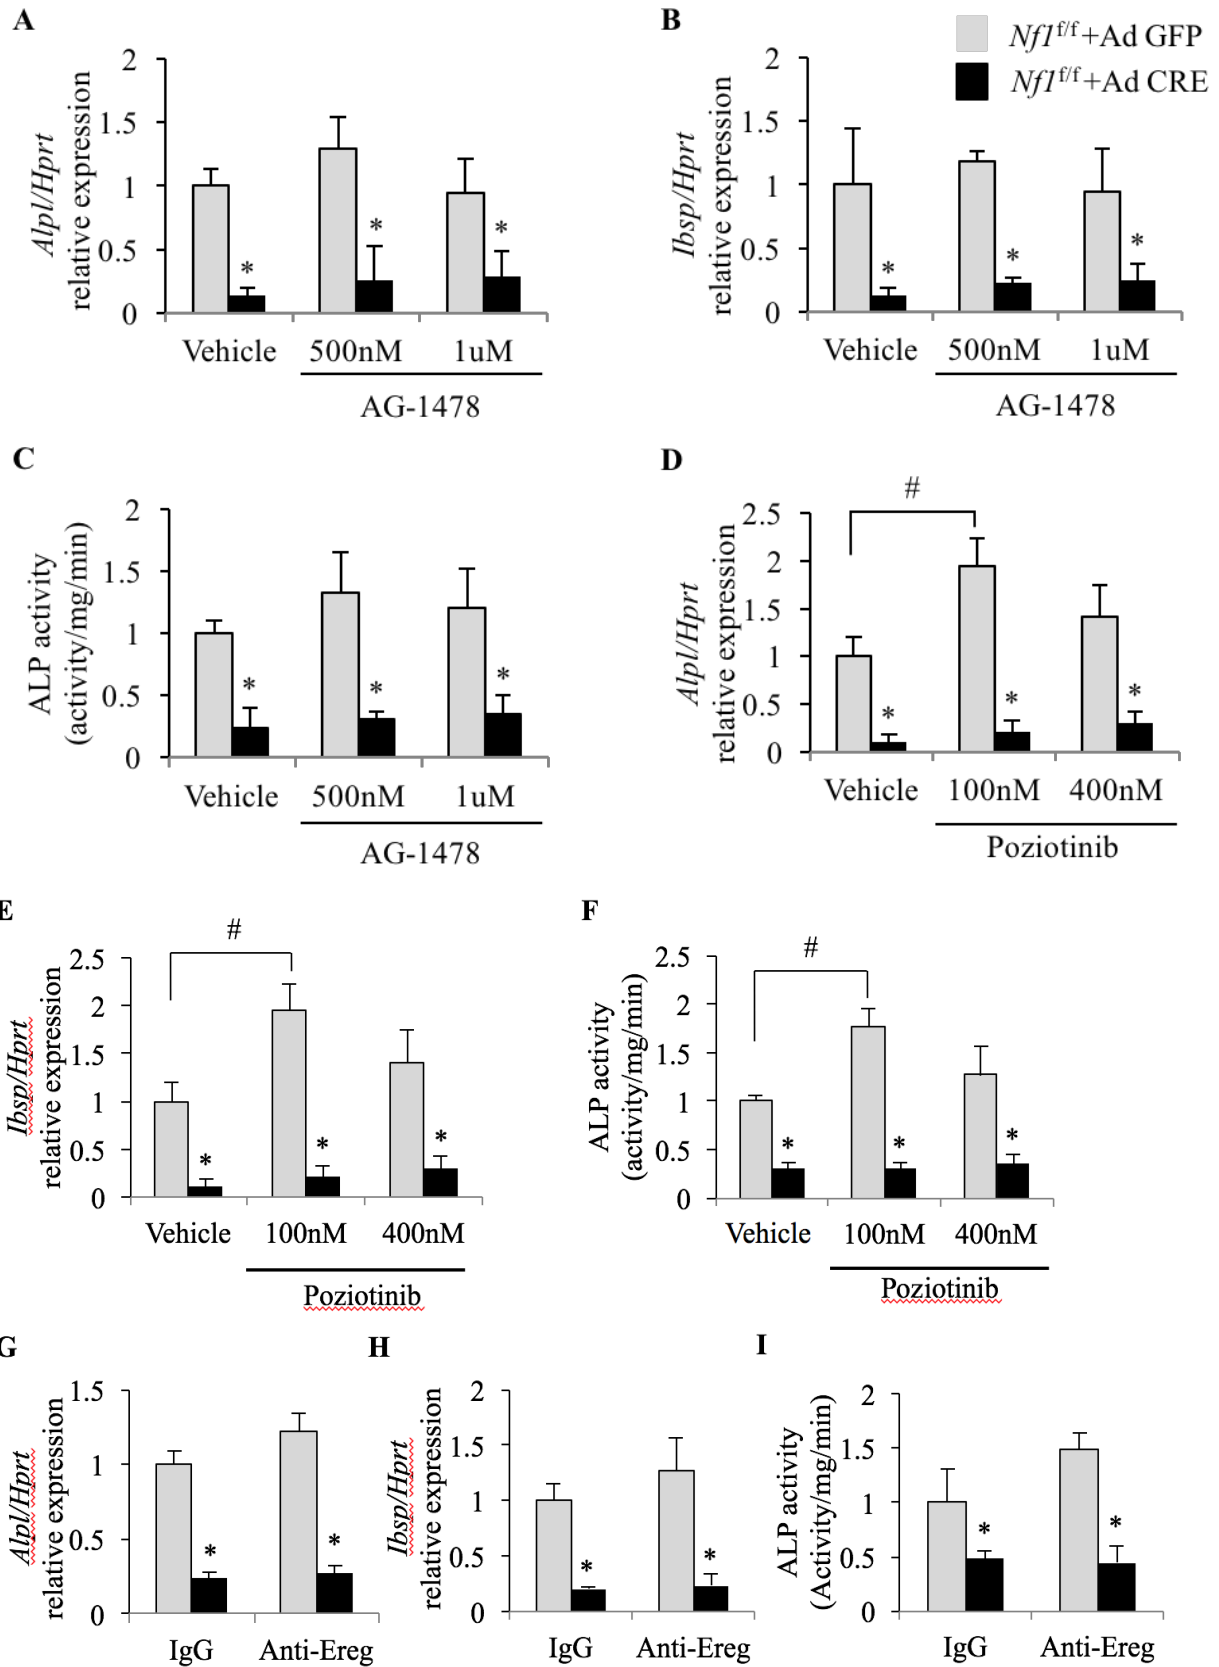 A
Alpl/Hprt
relative expression
2
1.5
1
0.5
0
*
*
*
Vehicle 500nM 1uM
AG-1478
B
Nf1f/f+Ad GFP
Nf1f/f+Ad CRE
Ibsp/Hprt
relative expression
2
1.5
1
0.5
0
*
*
*
Vehicle 500nM 1uM
AG-1478
C
ALP activity
(activity/mg/min)
2
1.5
1
0.5
0
*
*
*
Vehicle 500nM 1uM
AG-1478
D
#
Alpl/Hprt
relative expression
2.5
2
1.5
1
0.5
0
*
*
*
Vehicle 100nM 400nM
Poziotinib
E
#
Ibsp/Hprt
relative expression
2.5
2
1.5
1
0.5
0
*
*
*
Vehicle 100nM 400nM
Poziotinib
F
#
ALP activity
(activity/mg/min)
2.5
2
1.5
1
0.5
0
*
*
*
Vehicle 100nM 400nM
Poziotinib
G
Alpl/Hprt
relative expression
1.5
1
0.5
0
*
*
IgG Anti-Ereg
H
Ibsp/Hprt
relative expression
2
1.5
1
0.5
0
*
*
IgG Anti-Ereg
I
ALP activity
(Activity/mg/min)
2
1.5
1
0.5
0
*
*
IgG Anti-Ereg